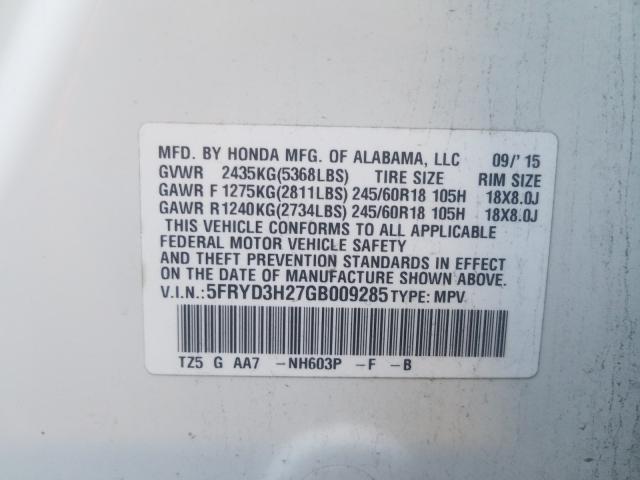 MFD. BY HONDA MFG. OF ALABAMA, LLC 09/'15
GVWR 2435KG(5368LBS) TIRE SIZE RIM SIZE
GAWR F 1275KG(2811LBS) 245/60R18 105H 18X8.0J
GAWR R1240KG(2734LBS) 245/60R18 105H 18X8.0J
THIS VEHICLE CONFORMS TO ALL APPLICABLE
FEDERAL MOTOR VEHICLE SAFETY
AND THEFT PREVENTION STANDARDS IN EFFECT
ON THE DATE OF MANUFACTURE SHOWN ABOVE.
V.I.N.:5FRYD3H27GB009285 TYPE: MPV
TZ5 G AA7 -NH603P -F -B